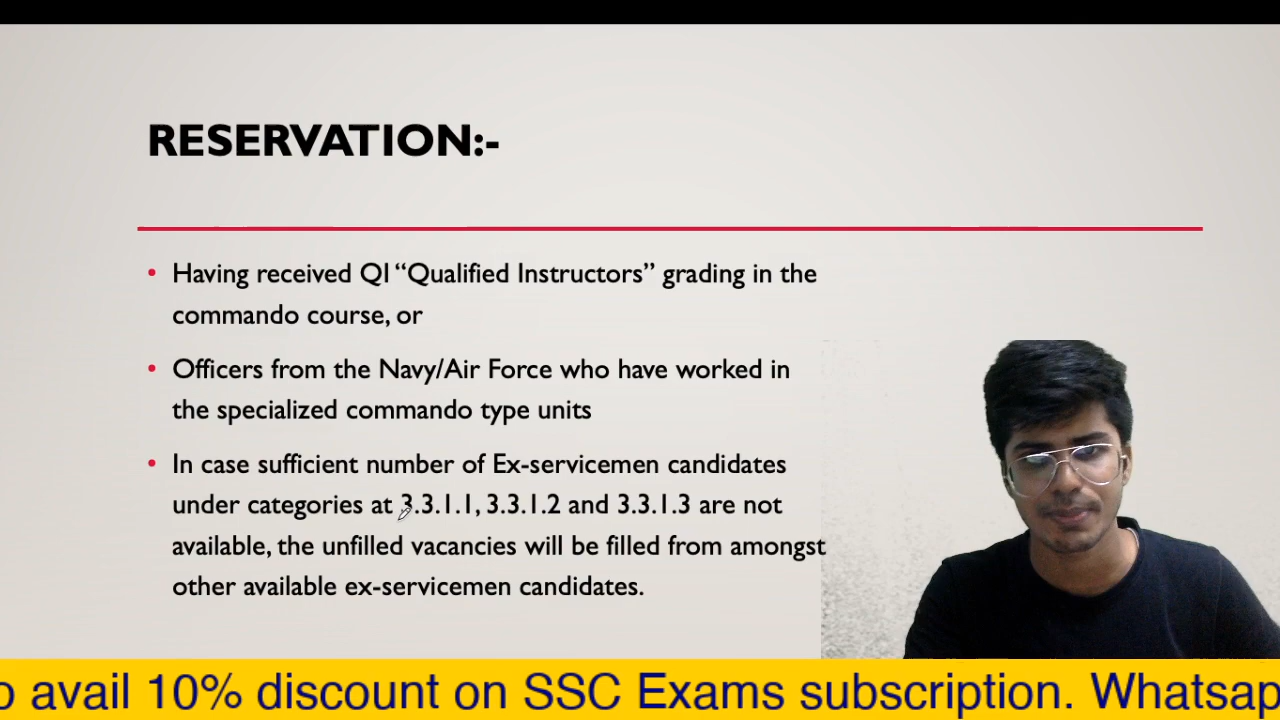 RESERVATION:-
• Having received QI “Qualified Instructors” grading in the
commando course, or
• Officers from the Navy/Air Force who have worked in
the specialized commando type units
• In case sufficient number of Ex-servicemen candidates
under categories at 3.3.1.1, 3.3.1.2 and 3.3.1.3 are not
available, the unfilled vacancies will be filled from amongst
other available ex-servicemen candidates.
avail 10% discount on SSC Exams subscription.